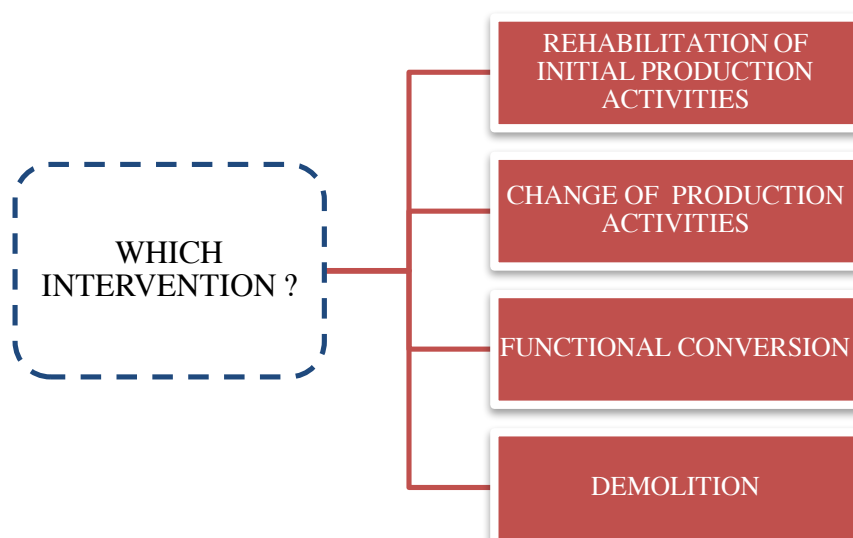 REHABILITATION OF
INITIAL PRODUCTION
ACTIVITIES
CHANGE OF PRODUCTION
ACTIVITIES
WHICH
INTERVENTION ?
FUNCTIONAL CONVERSION
DEMOLITION